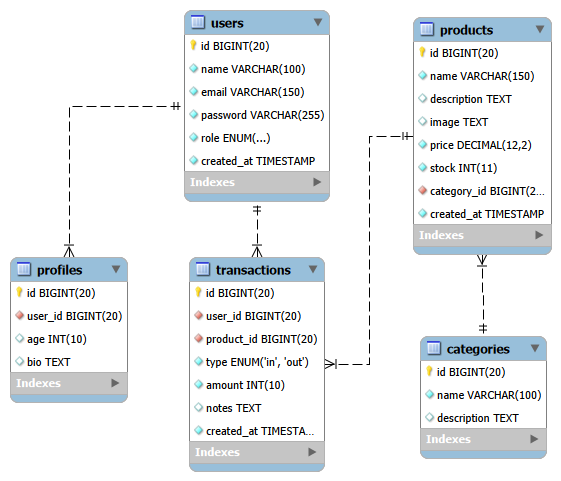 users
id BIGINT(20)
name VARCHAR(100)
email VARCHAR(150)
password VARCHAR(255)
role ENUM(...)
created_at TIMESTAMP
Indexes
products
id BIGINT(20)
name VARCHAR(150)
description TEXT
image TEXT
price DECIMAL(12,2)
stock INT(11)
category_id BIGINT(2...
created_at TIMESTAMP
Indexes
profiles
id BIGINT(20)
user_id BIGINT(20)
age INT(10)
bio TEXT
Indexes
transactions
id BIGINT(20)
user_id BIGINT(20)
product_id BIGINT(20)
type ENUM('in', 'out')
amount INT(10)
notes TEXT
created_at TIMESTA...
Indexes
categories
id BIGINT(20)
name VARCHAR(100)
description TEXT
Indexes